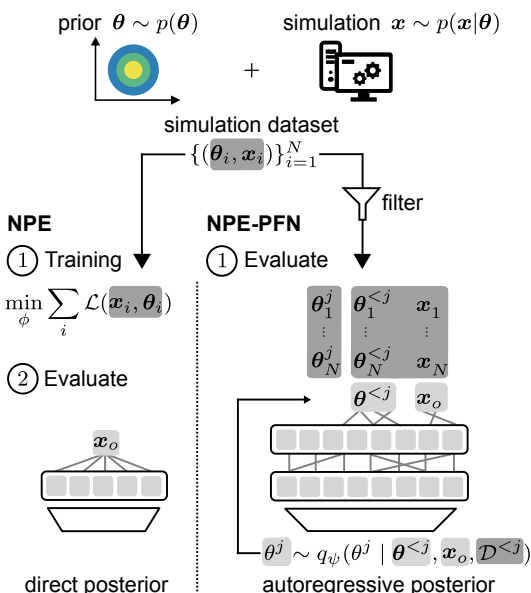 prior θ ∼ p(θ)
simulation x ∼ p(x|θ)
+
simulation dataset
{(θ_i, x_i)}_{i=1}^N
filter
NPE
① Training
min_ϕ ∑_i ℒ(x_i, θ_i)
② Evaluate
x_o
direct posterior
NPE-PFN
① Evaluate
θ_1^j θ_1^{<j} x_1
⋮ ⋮ ⋮
θ_N^j θ_N^{<j} x_N
θ^{<j} x_o
θ^j ∼ q_ψ(θ^j | θ^{<j}, x_o, 𝒟^{<j})
autoregressive posterior